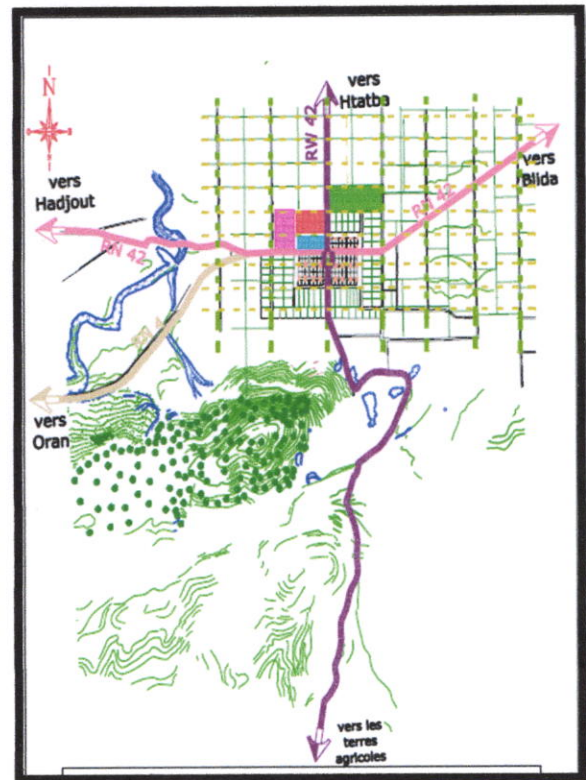 vers
Htatba
N
RW 42
vers
Blida
vers
Hadjout
RN 42
RN 42
vers
Oran
vers les
terres
agricoles